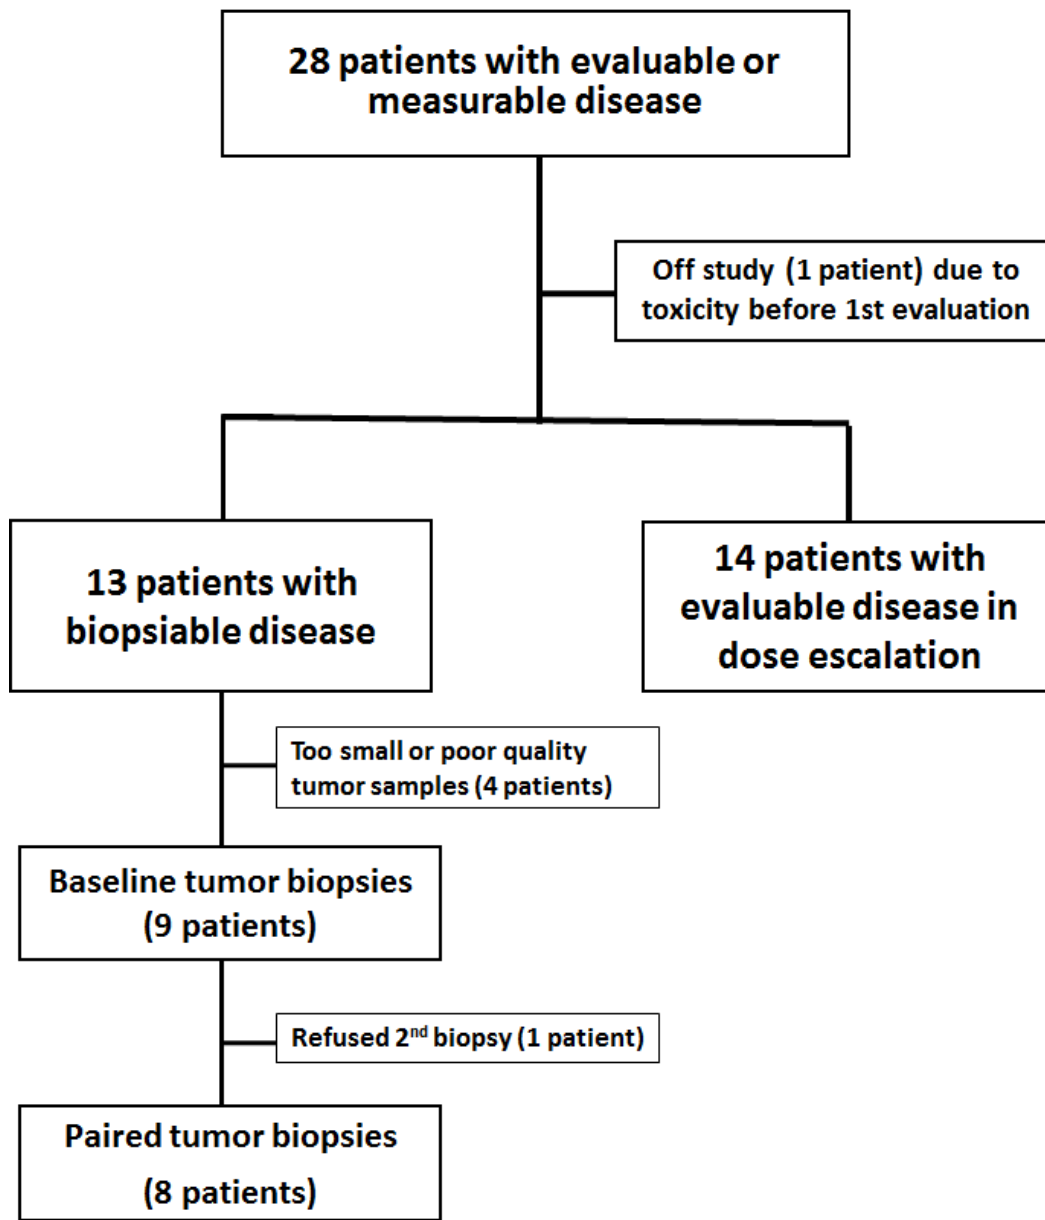 28 patients with evaluable or
measurable disease
Off study (1 patient) due to
toxicity before 1st evaluation
13 patients with
biopsiable disease
14 patients with
evaluable disease in
dose escalation
Too small or poor quality
tumor samples (4 patients)
Baseline tumor biopsies
(9 patients)
Refused 2nd biopsy (1 patient)
Paired tumor biopsies
(8 patients)